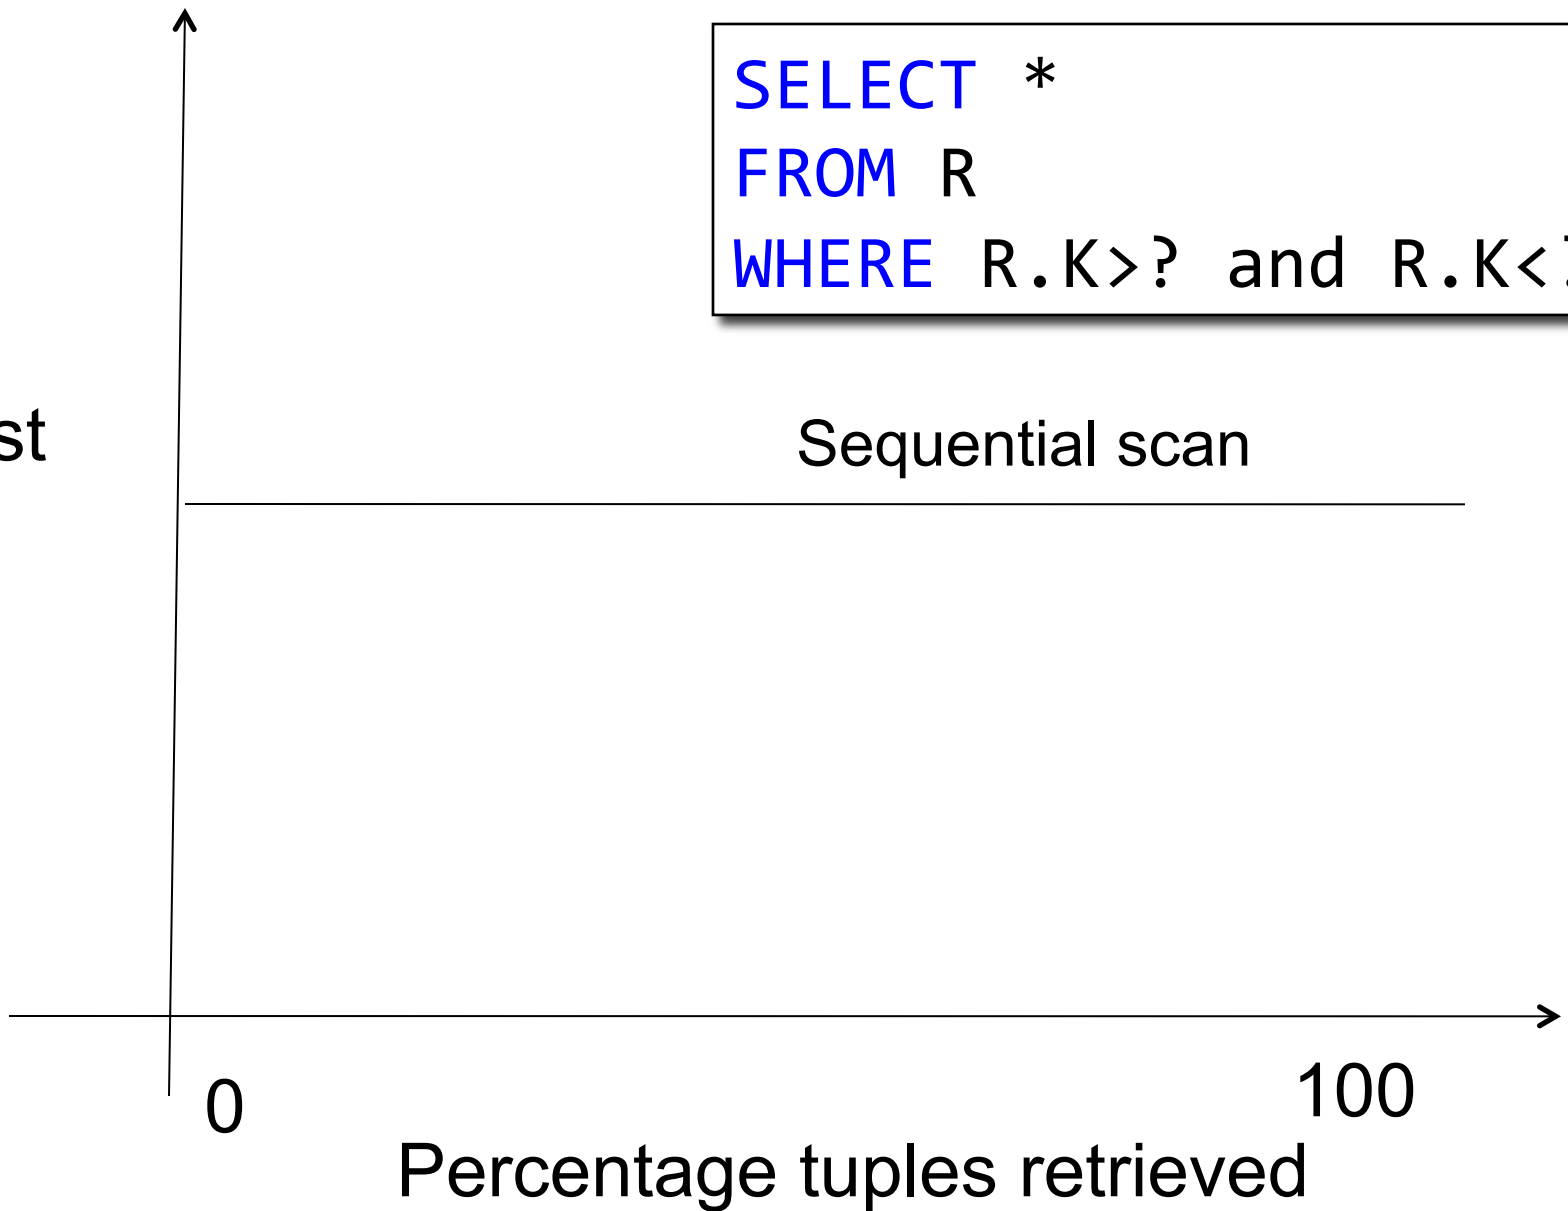 SELECT *
FROM R
WHERE R.K>? and R.K<
st
Sequential scan
0
100
Percentage tuples retrieved